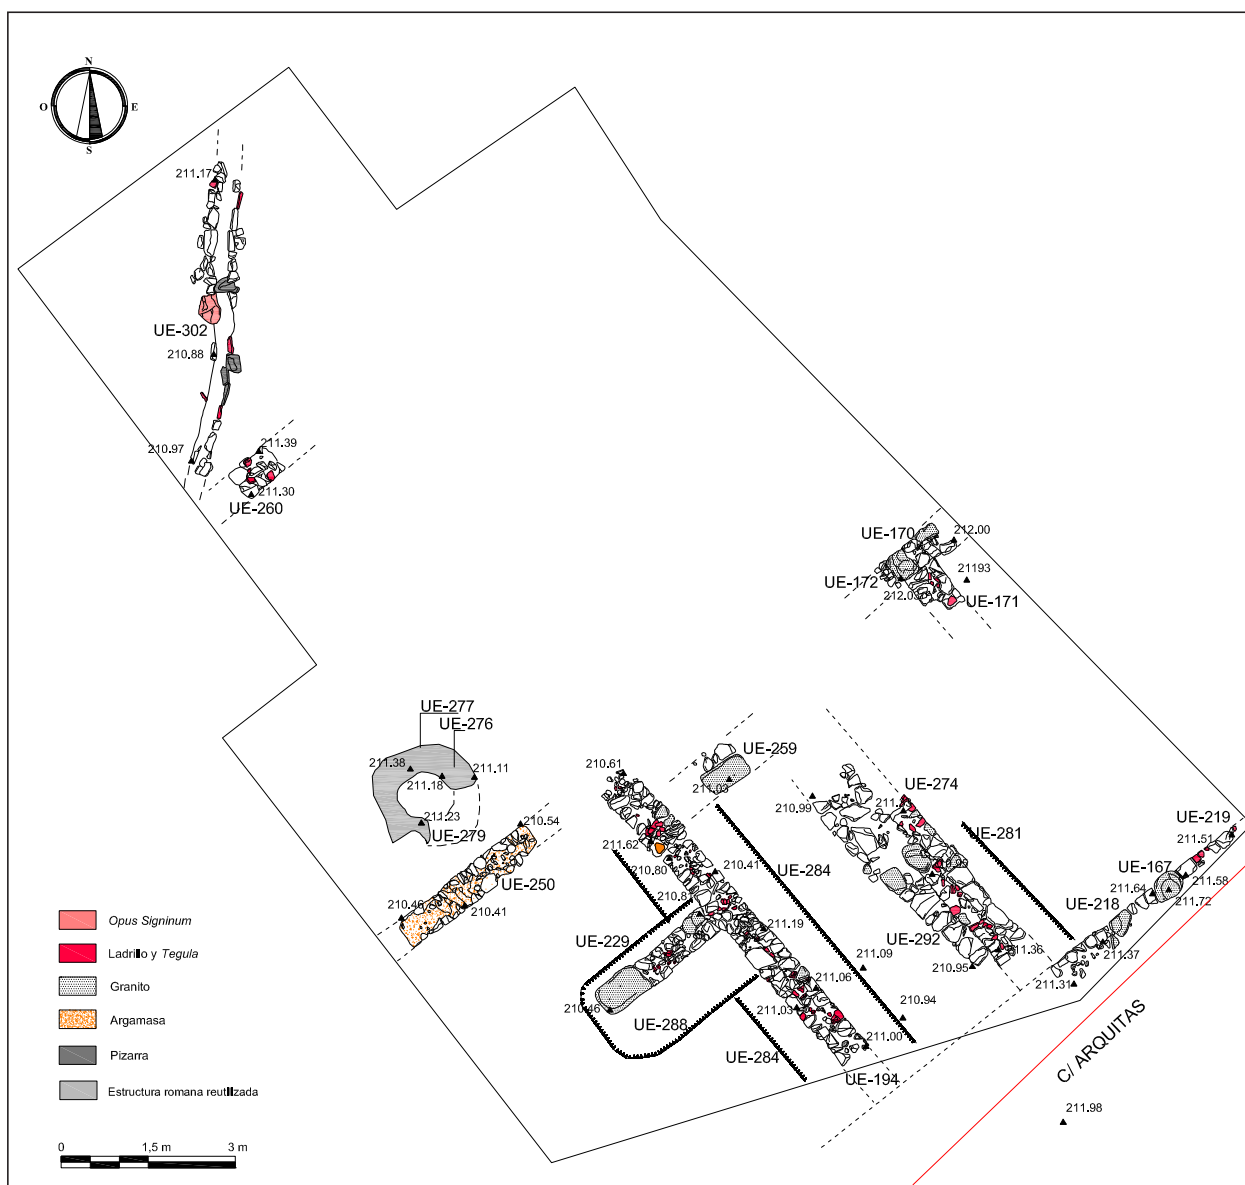 N
O E
S
211.17
UE-302
210.88
210.97
211.39
211.30
UE-260
UE-170
212.00
UE-172
21193
UE-171
UE-277
UE-276
211.38
211.18
211.11
211.23
UE-279
210.54
UE-250
210.46
210.41
210.61
UE-259
211.03
211.62
210.80
210.41
210.8
UE-284
UE-229
211.19
210.46
UE-288
211.06
211.03
UE-284
211.00
UE-194
210.99
UE-274
UE-281
UE-292
211.09
210.95
211.36
210.94
UE-219
211.51
UE-167
211.64
211.58
211.72
UE-218
211.37
211.31
C/ ARQUITAS
211.98
Opus Signinum
Ladrillo y Tegula
Granito
Argamasa
Pizarra
Estructura romana reutilizada
0 1,5 m 3 m